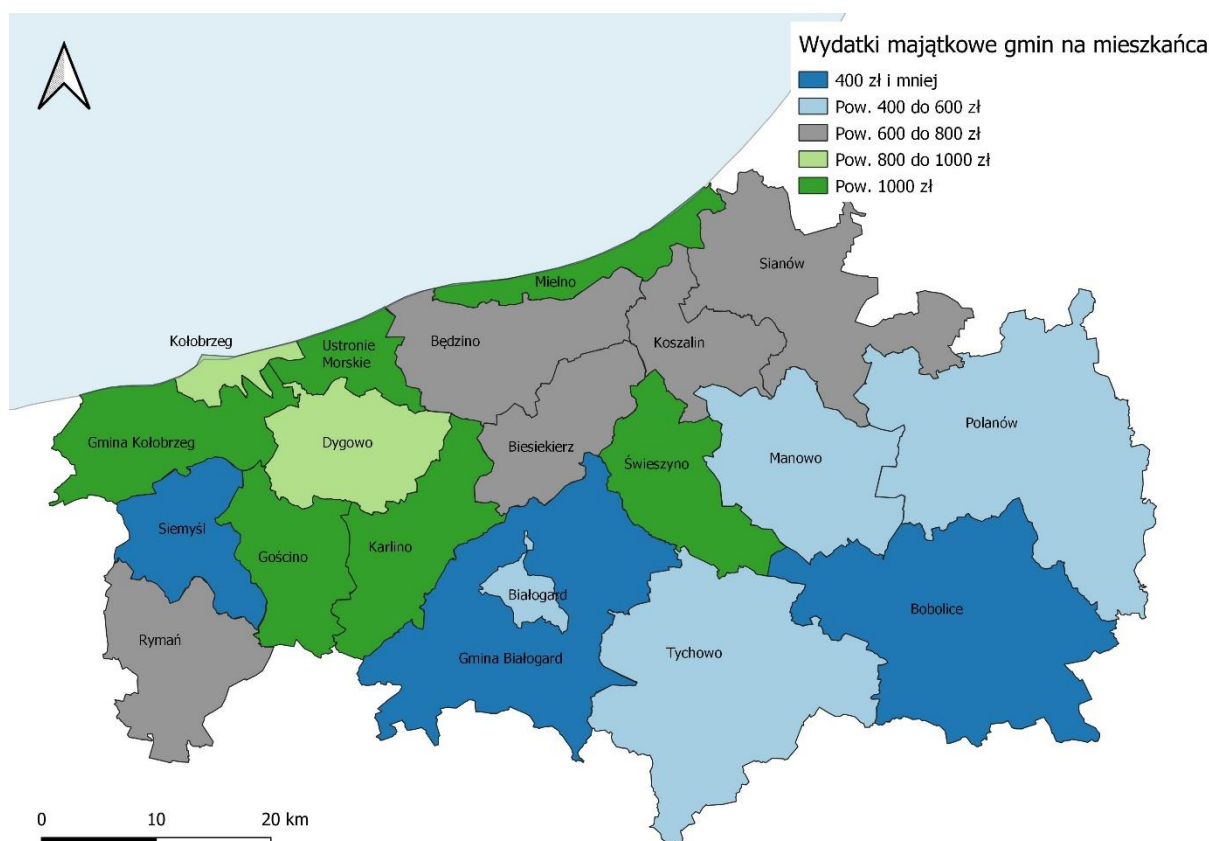 Wydatki majątkowe gmin na mieszkańca
400 zł i mniej
Pow. 400 do 600 zł
Pow. 600 do 800 zł
Pow. 800 do 1000 zł
Pow. 1000 zł
Sianów
Mielno
Kołobrzeg
Ustronie
Morskie
Będzino
Koszalin
Polanów
Gmina Kołobrzeg
Dygowo
Biesiekierz
Świeszyno
Manowo
Siemyśl
Gościno
Karlino
Białogard
Bobolice
Rymań
Gmina Białogard
Tychowo
0 10 20 km